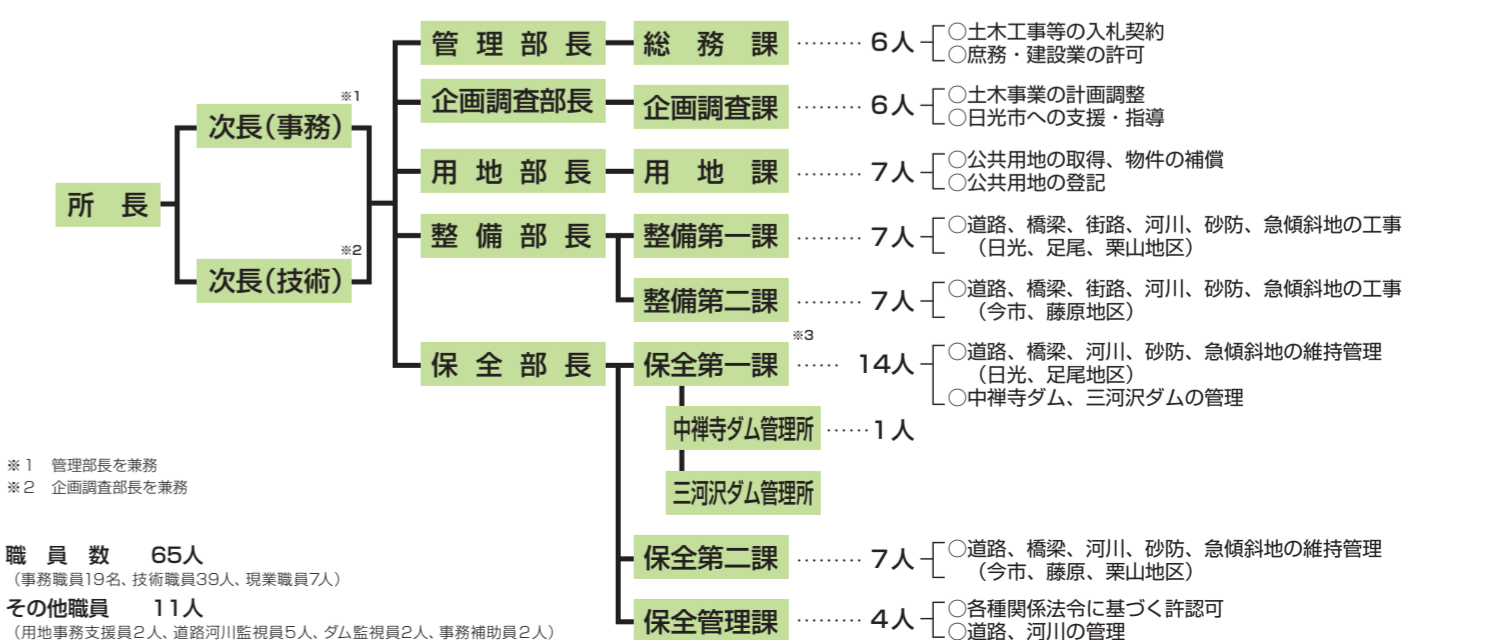 所長
※1
次長(事務)
※2
次長(技術)
管理部長
総務課
6人
○土木工事等の入札契約
○庶務・建設業の許可
企画調査部長
企画調査課
6人
○土木事業の計画調整
○日光市への支援・指導
用地部長
用地課
7人
○公共用地の取得、物件の補償
○公共用地の登記
整備部長
整備第一課
7人
○道路、橋梁、街路、河川、砂防、急傾斜地の工事
(日光、足尾、栗山地区)
整備第二課
7人
○道路、橋梁、街路、河川、砂防、急傾斜地の工事
(今市、藤原地区)
保全部長
※3
保全第一課
14人
○道路、橋梁、河川、砂防、急傾斜地の維持管理
(日光、足尾地区)
○中禅寺ダム、三河沢ダムの管理
中禅寺ダム管理所
1人
三河沢ダム管理所
保全第二課
7人
○道路、橋梁、河川、砂防、急傾斜地の維持管理
(今市、藤原、栗山地区)
保全管理課
4人
○各種関係法令に基づく許認可
○道路、河川の管理
※1 管理部長を兼務
※2 企画調査部長を兼務
職員数 65人
(事務職員19名、技術職員39人、現業職員7人)
その他職員 11人
(用地事務支援員2人、道路河川監視員5人、ダム監視員2人、事務補助員2人)